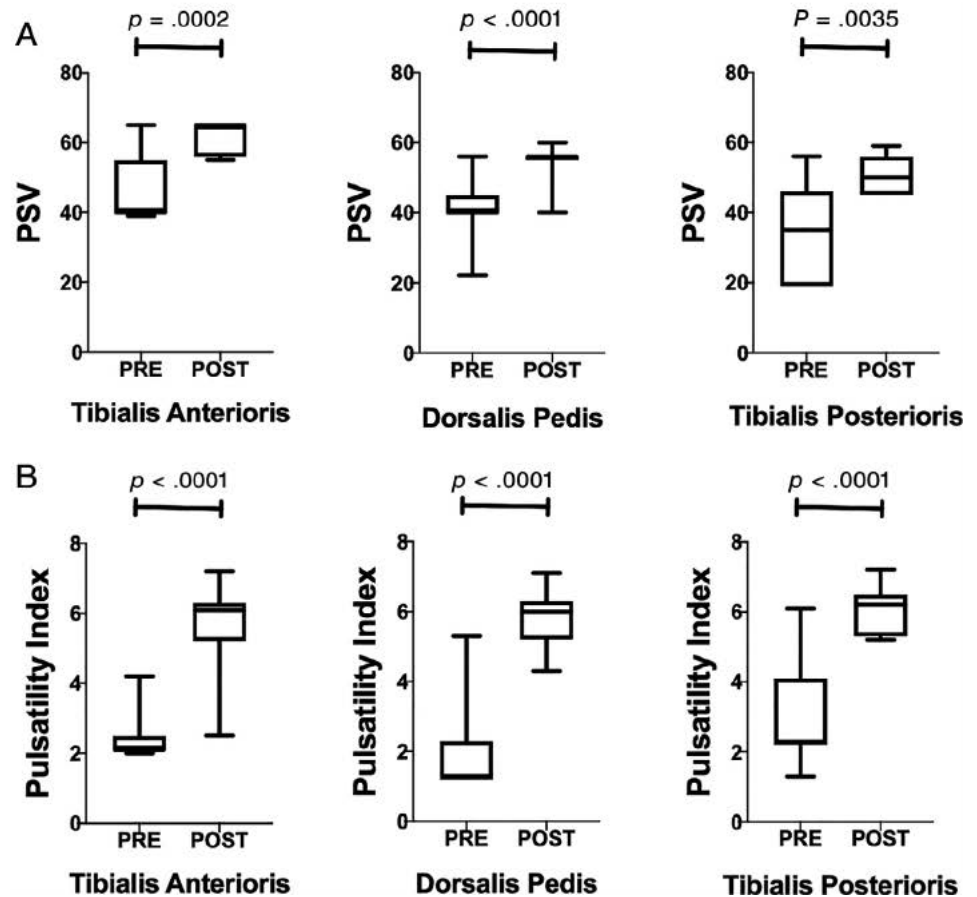 A
p = .0002
p < .0001
P = .0035
80
60
40
20
0
PSV
PRE POST
Tibialis Anterioris
80
60
40
20
0
PSV
PRE POST
Dorsalis Pedis
80
60
40
20
0
PSV
PRE POST
Tibialis Posterioris
B
p < .0001
p < .0001
p < .0001
8
6
4
2
0
Pulsatility Index
PRE POST
Tibialis Anterioris
8
6
4
2
0
Pulsatility Index
PRE POST
Dorsalis Pedis
8
6
4
2
0
Pulsatility Index
PRE POST
Tibialis Posterioris